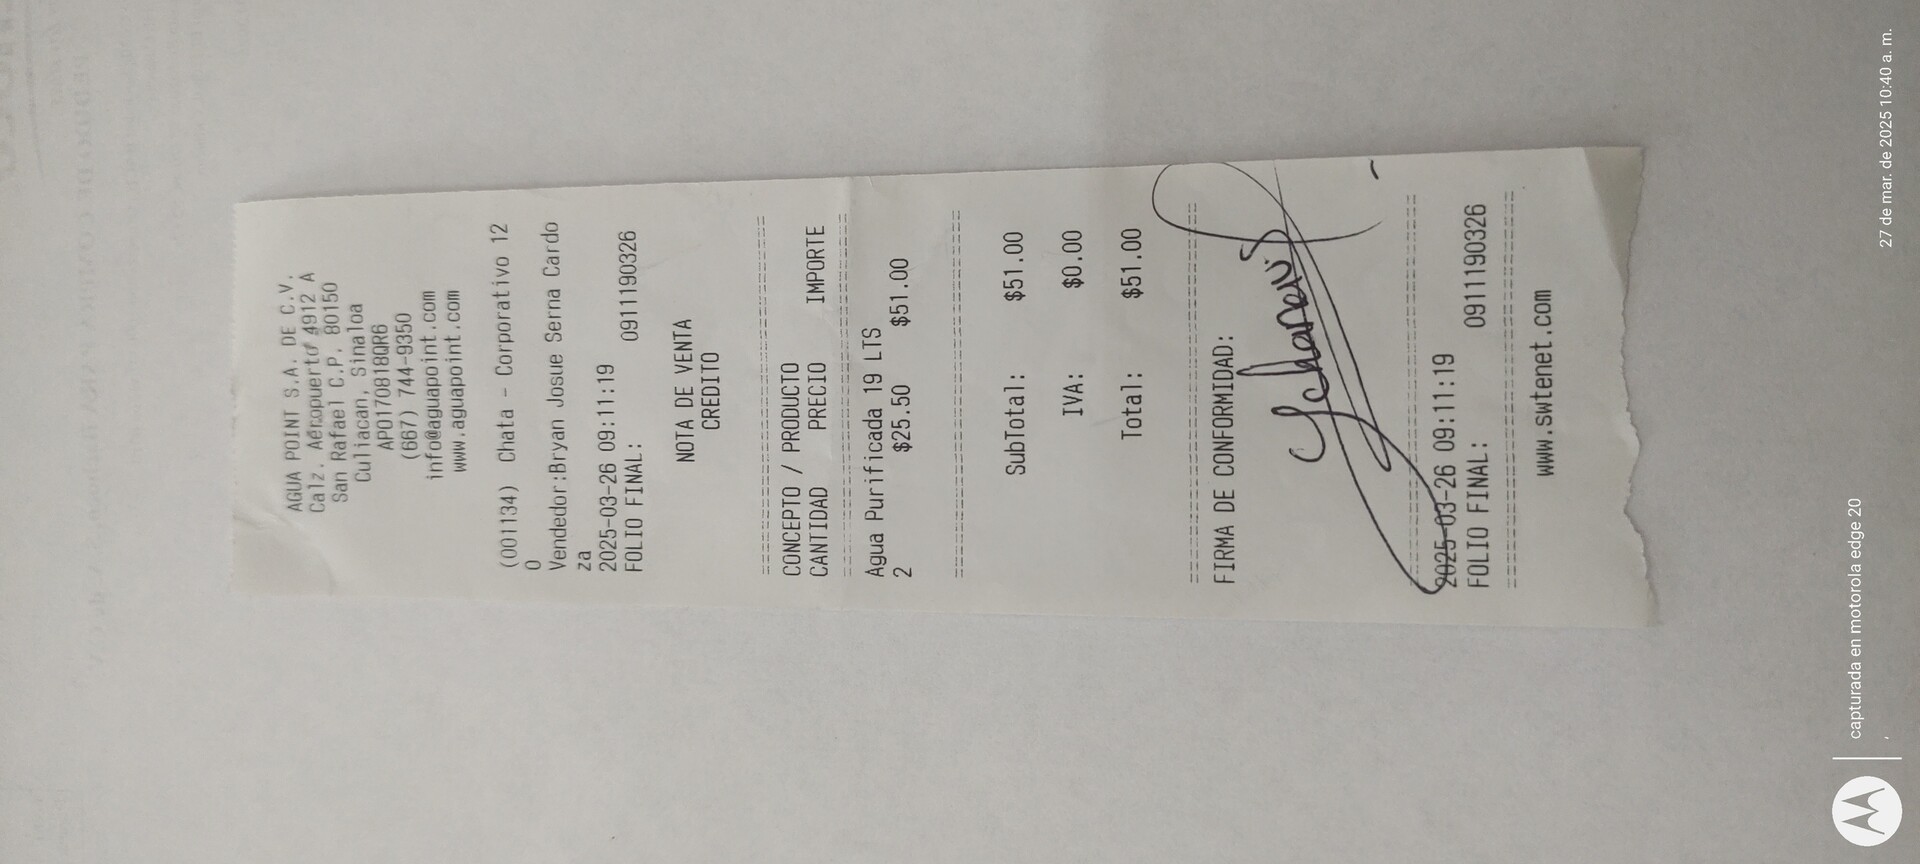 AGUA POINT S.A. DE C.V.
Calz. Aeropuerto 4912 A
San Rafael C.P. 80150
Culiacan, Sinaloa
APO170818QR6
(667) 744-9350
info@aguapoint.com
www.aguapoint.com
(001134) Chata - Corporativo 12
0
Vendedor:Bryan Josue Serna Cardo
za
2025-03-26 09:11:19
FOLIO FINAL: 0911190326
NOTA DE VENTA
CREDITO
CONCEPTO / PRODUCTO
CANTIDAD PRECIO IMPORTE
Agua Purificada 19 LTS
2 $25.50 $51.00
SubTotal: $51.00
IVA: $0.00
Total: $51.00
FIRMA DE CONFORMIDAD:
2025-03-26 09:11:19
FOLIO FINAL: 0911190326
www.swtenet.com
capturada en motorola edge 20
27 de mar. de 2025 10:40 a. m.